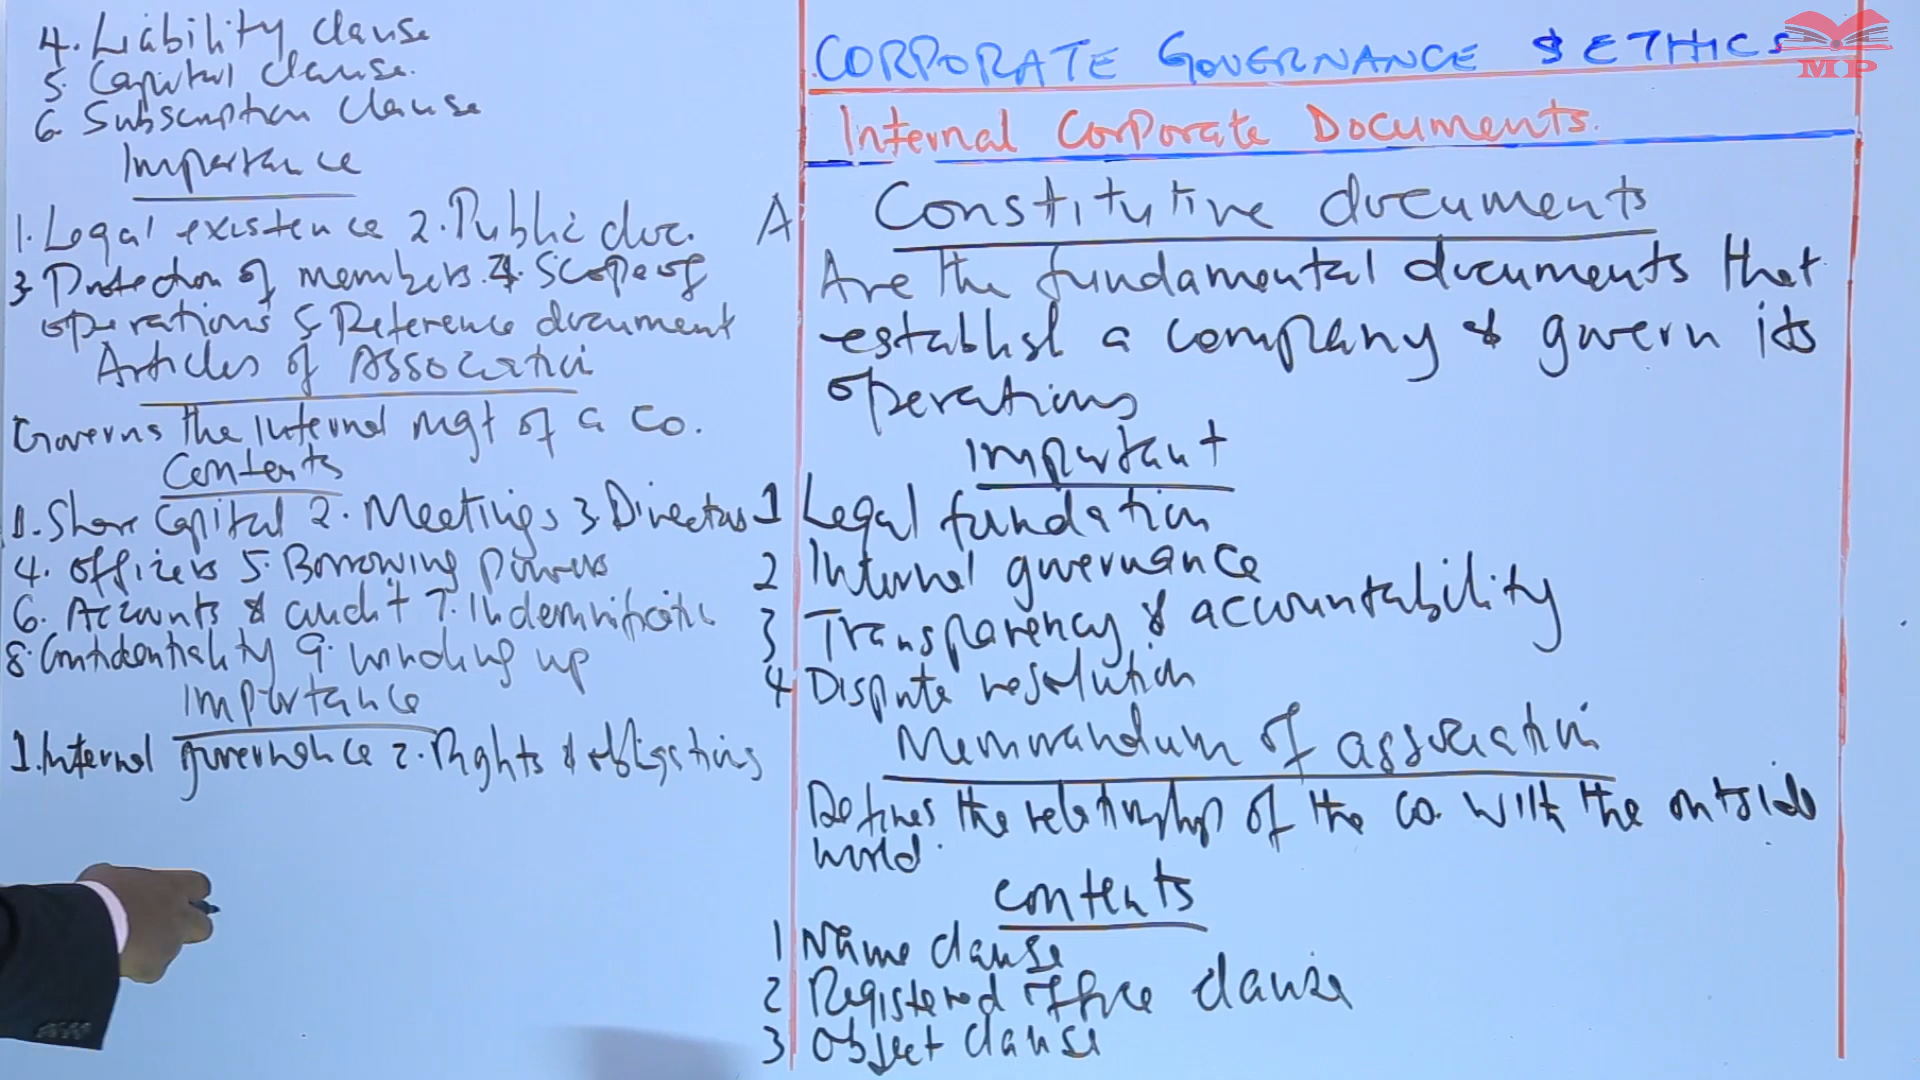 CORPORATE GOVERNANCE & ETHICS
MP
Internal Corporate Documents.
A Constitutive documents
Are the fundamental documents that
establish a company & govern its
operations
Important
1 Legal fundation
2 Internal governance
3 Transparency & accountability
4 Dispute resolution
Memorandum of association
Defines the relationship of the co. with the outside
world.
contents
1 Name clause
2 Registered office clause
3 Object clause
4. Liability clause
5. Capital clause.
6. Subscription clause
Importance
1. Legal existence 2. Public doc.
3 Protection of members. 4. Scope of
operations 5 Reference document
Articles of Association
Governs the internal mgt of a co.
Contents
1. Share capital 2. Meetings 3. Directors
4. Officers 5. Borrowing powers
6. Accounts & audit 7. Indemnification
8. Confidentiality 9. winding up
Importance
1. Internal governance 2. Rights & obligations